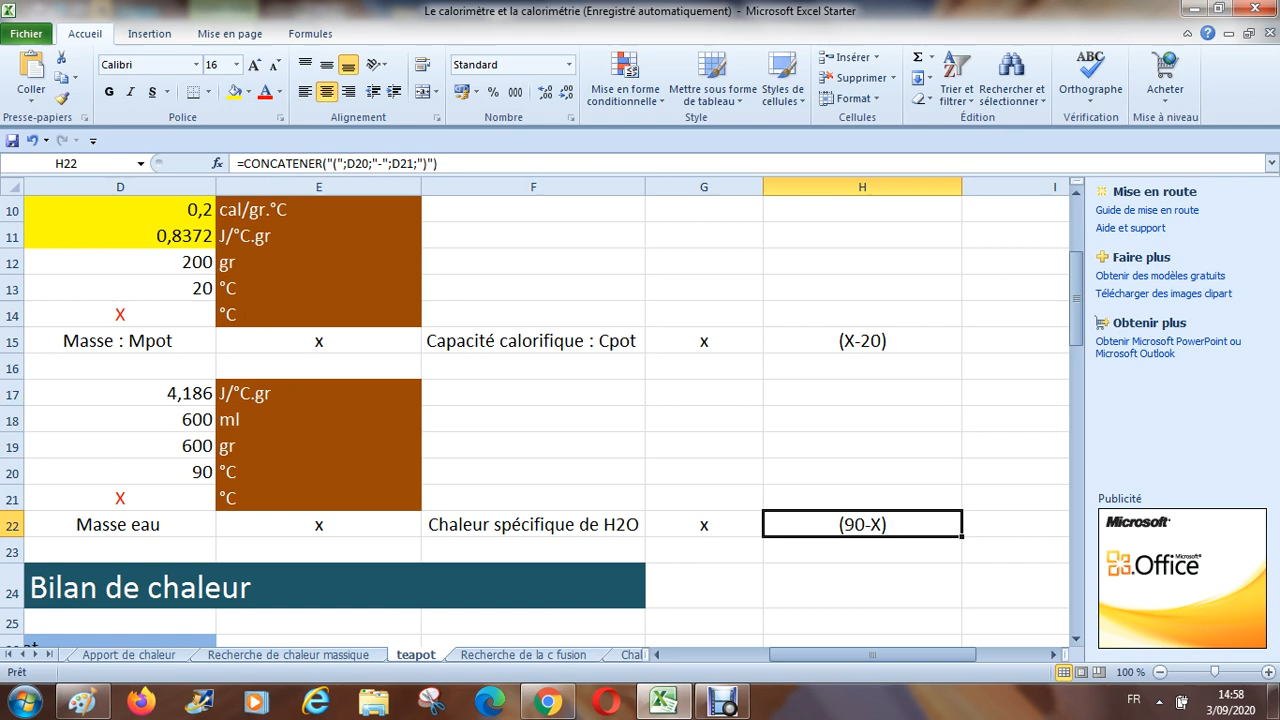 Le calorimètre et la calorimétrie (Enregistré automatiquement) - Microsoft Excel Starter
Fichier Accueil Insertion Mise en page Formules
Coller
Presse-papiers
Calibri 16
G I S
Police
Alignement
Standard
% 000
Nombre
Mise en forme conditionnelle
Mettre sous forme de tableau
Styles de cellules
Style
Insérer
Supprimer
Format
Cellules
Σ
Trier et filtrer
Rechercher et sélectionner
Édition
ABC
Orthographe
Vérification
Acheter
Mise à niveau
H22 fx =CONCATENER("(";D20;"-";D21;")")
D E F G H I
10 0,2 cal/gr.°C
11 0,8372 J/°C.gr
12 200 gr
13 20 °C
14 X °C
15 Masse : Mpot x Capacité calorifique : Cpot x (X-20)
16
17 4,186 J/°C.gr
18 600 ml
19 600 gr
20 90 °C
21 X °C
22 Masse eau x Chaleur spécifique de H2O x (90-X)
23
24 Bilan de chaleur
25
Mise en route
Guide de mise en route
Aide et support
Faire plus
Obtenir des modèles gratuits
Télécharger des images clipart
Obtenir plus
Obtenir Microsoft PowerPoint ou
Microsoft Outlook
Publicité
Microsoft
Microsoft
Office
Apport de chaleur Recherche de chaleur massique teapot Recherche de la c fusion Chal
Prêt 100 %
FR 14:58
3/09/2020